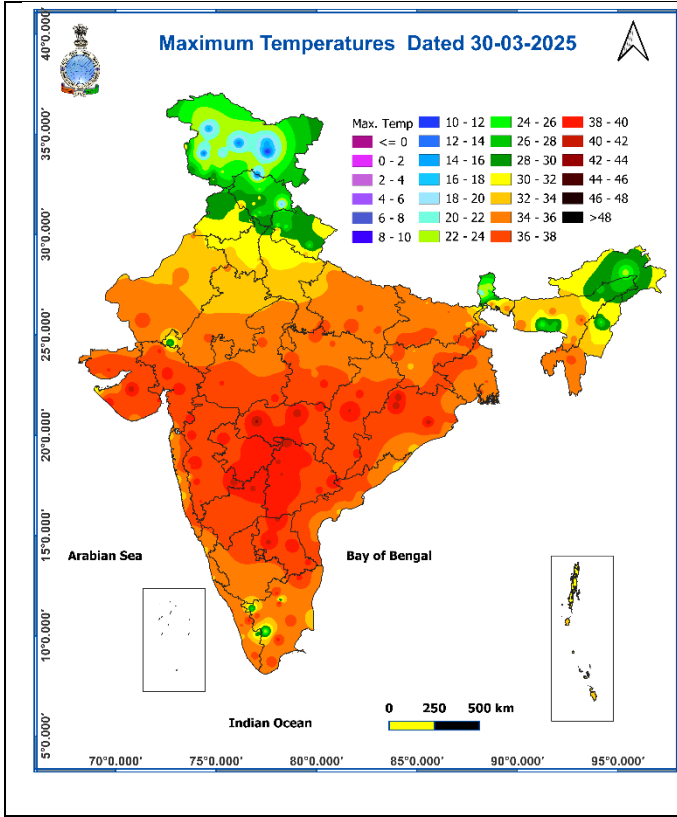 Maximum Temperatures Dated 30-03-2025
Max. Temp
<= 0
0 - 2
2 - 4
4 - 6
6 - 8
8 - 10
10 - 12
12 - 14
14 - 16
16 - 18
18 - 20
20 - 22
22 - 24
24 - 26
26 - 28
28 - 30
30 - 32
32 - 34
34 - 36
36 - 38
38 - 40
40 - 42
42 - 44
44 - 46
46 - 48
>48
40°0.000'
35°0.000'
30°0.000'
25°0.000'
20°0.000'
15°0.000'
10°0.000'
5°0.000'
Arabian Sea
Bay of Bengal
Indian Ocean
0 250 500 km
70°0.000' 75°0.000' 80°0.000' 85°0.000' 90°0.000' 95°0.000'